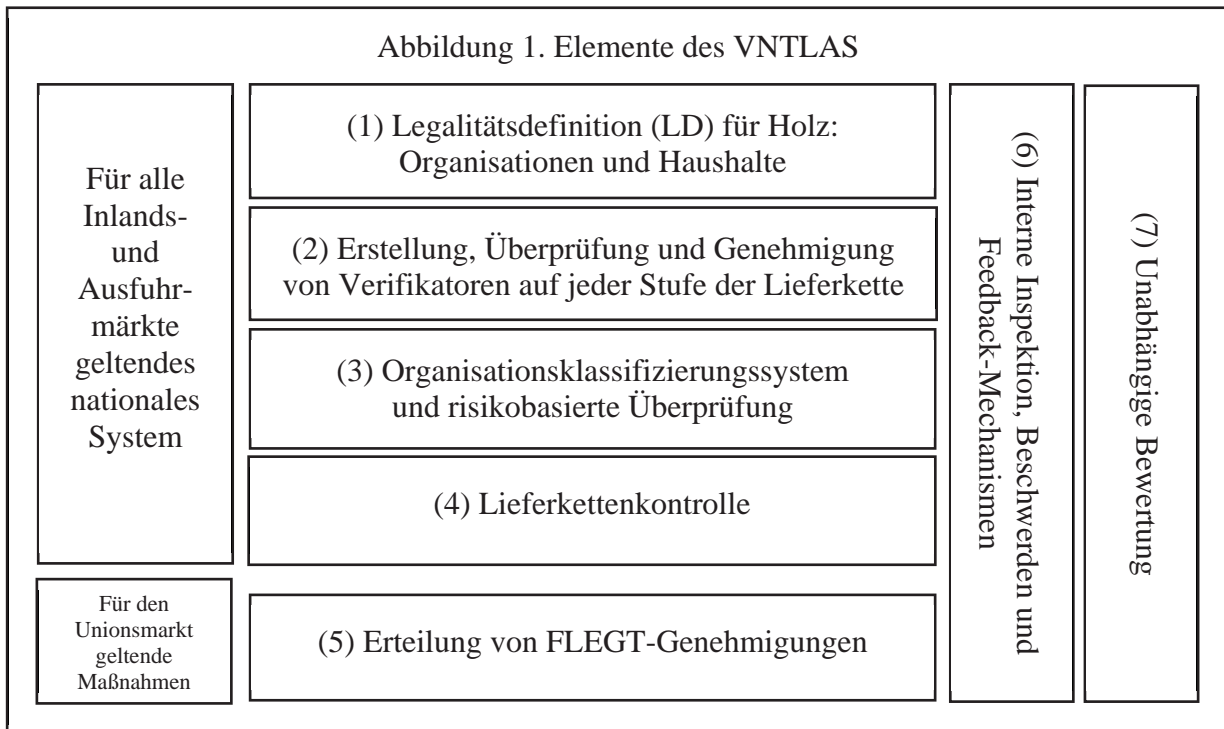 Abbildung 1. Elemente des VNTLAS
Für alle
Inlands-
und
Ausfuhr-
märkte
geltendes
nationales
System
(1) Legalitätsdefinition (LD) für Holz:
Organisationen und Haushalte
(2) Erstellung, Überprüfung und Genehmigung
von Verifikatoren auf jeder Stufe der Lieferkette
(3) Organisationsklassifizierungssystem
und risikobasierte Überprüfung
(4) Lieferkettenkontrolle
Für den
Unionsmarkt
geltende
Maßnahmen
(5) Erteilung von FLEGT-Genehmigungen
(6) Interne Inspektion, Beschwerden und
Feedback-Mechanismen
(7) Unabhängige Bewertung